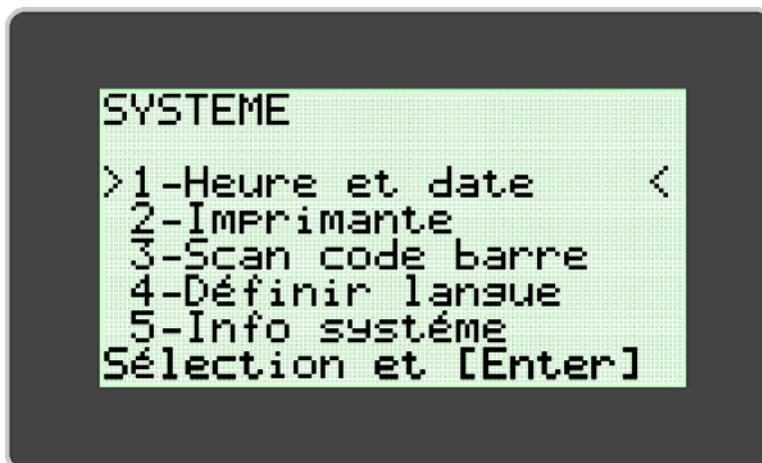 SYSTEME
>1-Heure et date <
2-Imprimante
3-Scan code barre
4-Définir langue
5-Info systéme
Sélection et [Enter]